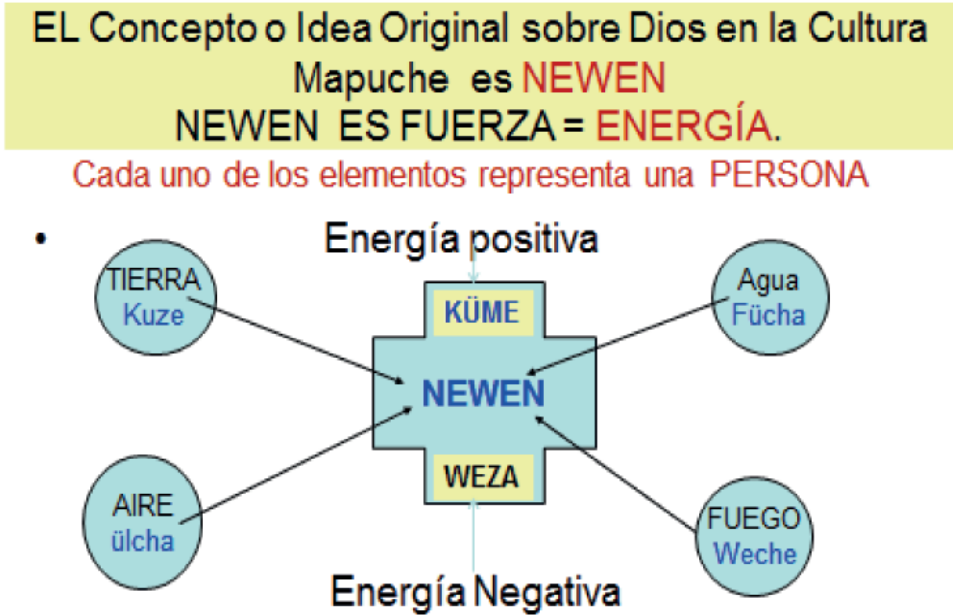 EL Concepto o Idea Original sobre Dios en la Cultura
Mapuche es NEWEN
NEWEN ES FUERZA = ENERGÍA.
Cada uno de los elementos representa una PERSONA
• Energía positiva
TIERRA
Kuze
KÜME
Agua
Fücha
NEWEN
AIRE
ülcha
WEZA
FUEGO
Weche
Energía Negativa